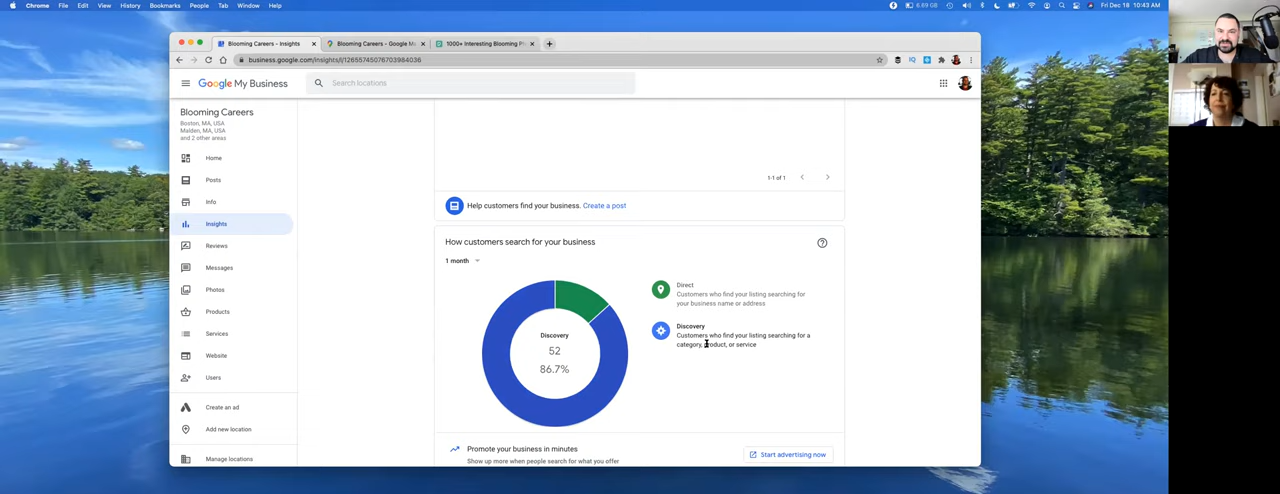 Chrome File Edit View History Bookmarks People Tab Window Help
6.69 GB Fri Dec 18 10:43 AM
Blooming Careers - Insights
Blooming Careers - Google M
1000+ Interesting Blooming P
business.google.com/insights/l/12655745076703984036
Google My Business
Search locations
Blooming Careers
Boston, MA, USA
Malden, MA, USA
and 2 other areas
Home
Posts
Info
Insights
Reviews
Messages
Photos
Products
Services
Website
Users
Create an ad
Add new location
Manage locations
1-1 of 1
Help customers find your business. Create a post
How customers search for your business
1 month
Discovery
52
86.7%
Direct
Customers who find your listing searching for
your business name or address
Discovery
Customers who find your listing searching for a
category, product, or service
Promote your business in minutes
Show up more when people search for what you offer
Start advertising now